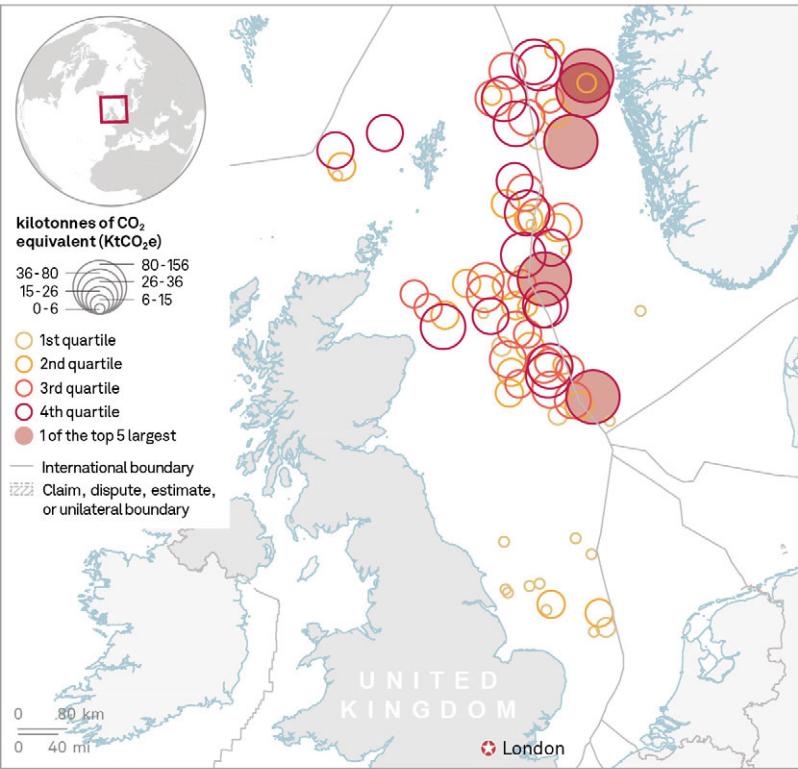 kilotonnes of CO₂
equivalent (KtCO₂e)
80-156
36-80
26-36
15-26
6-15
0-6
1st quartile
2nd quartile
3rd quartile
4th quartile
1 of the top 5 largest
International boundary
Claim, dispute, estimate,
or unilateral boundary
UNITED
KINGDOM
0 80 km
0 40 mi
London